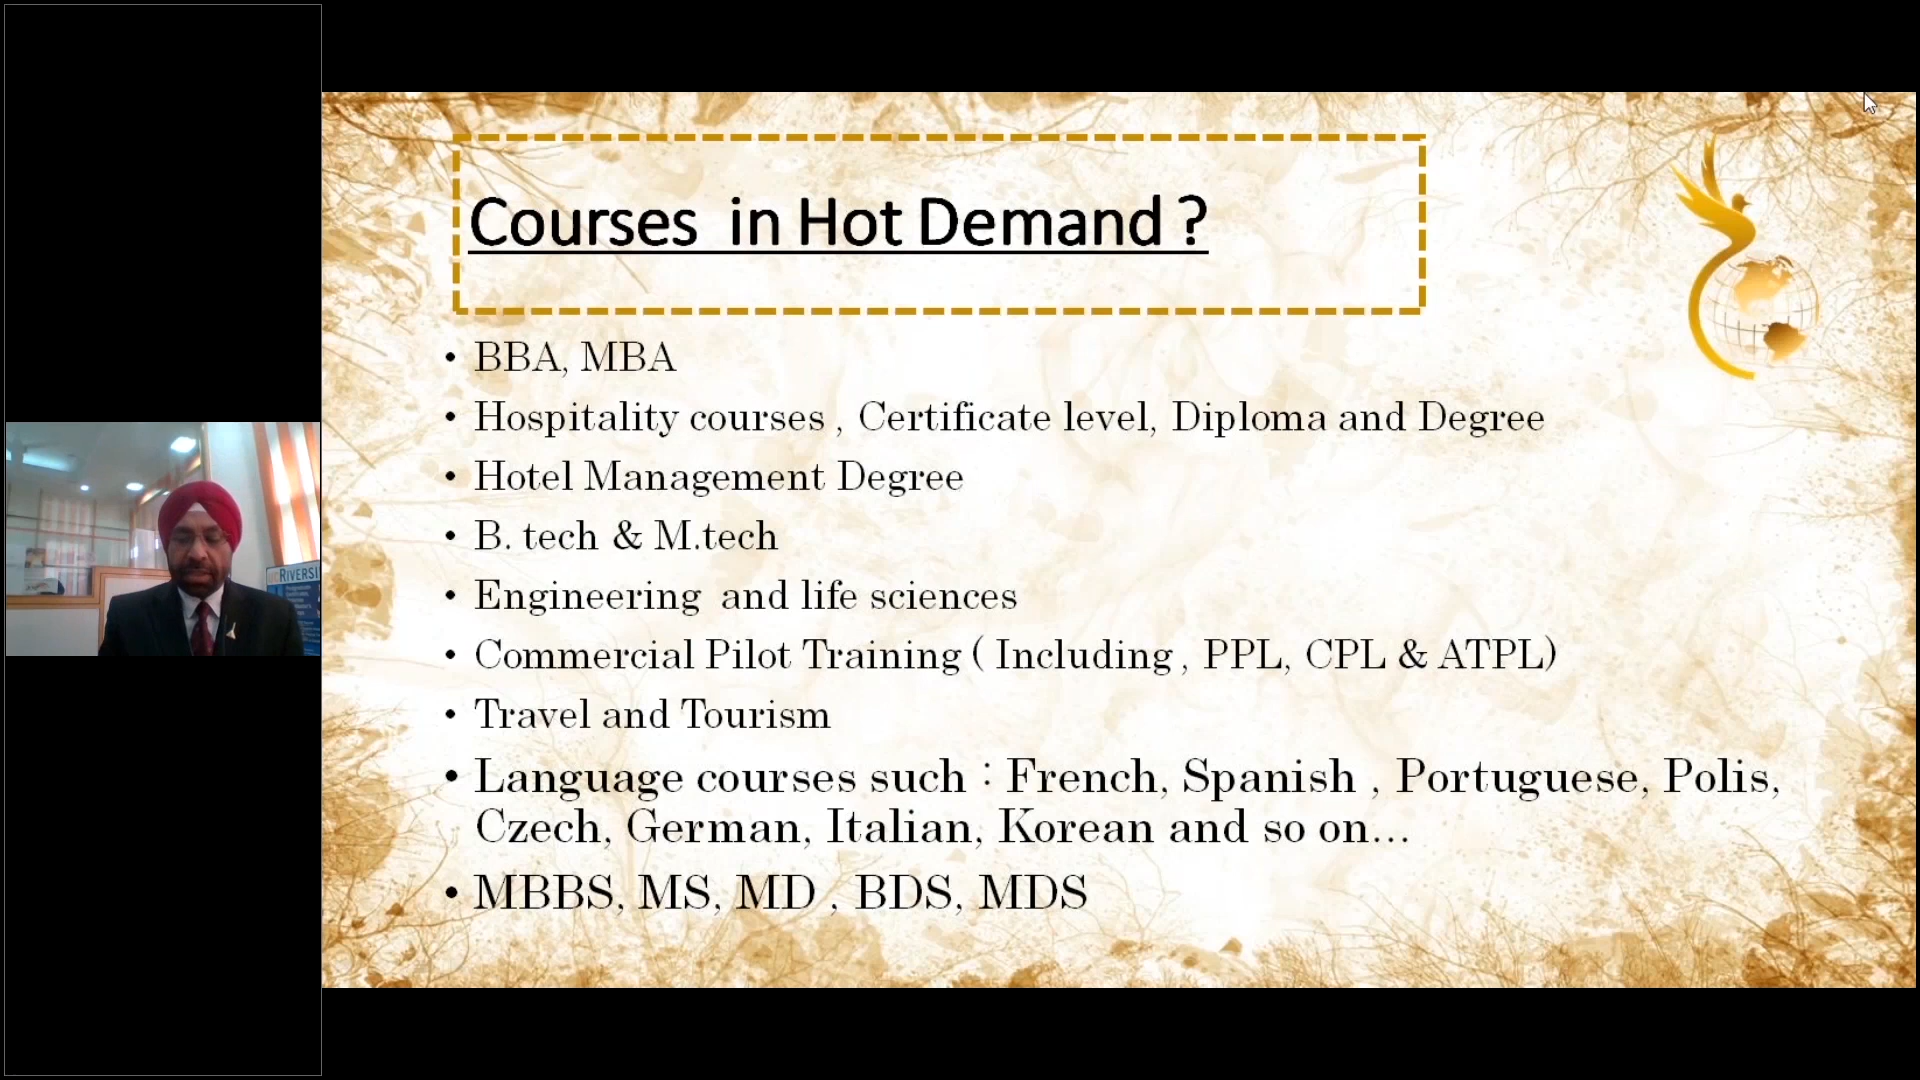 Courses in Hot Demand ?
• BBA, MBA
• Hospitality courses , Certificate level, Diploma and Degree
• Hotel Management Degree
• B. tech & M.tech
• Engineering and life sciences
• Commercial Pilot Training ( Including , PPL, CPL & ATPL)
• Travel and Tourism
• Language courses such : French, Spanish , Portuguese, Polis,
Czech, German, Italian, Korean and so on...
• MBBS, MS, MD , BDS, MDS
UCRIVERSI